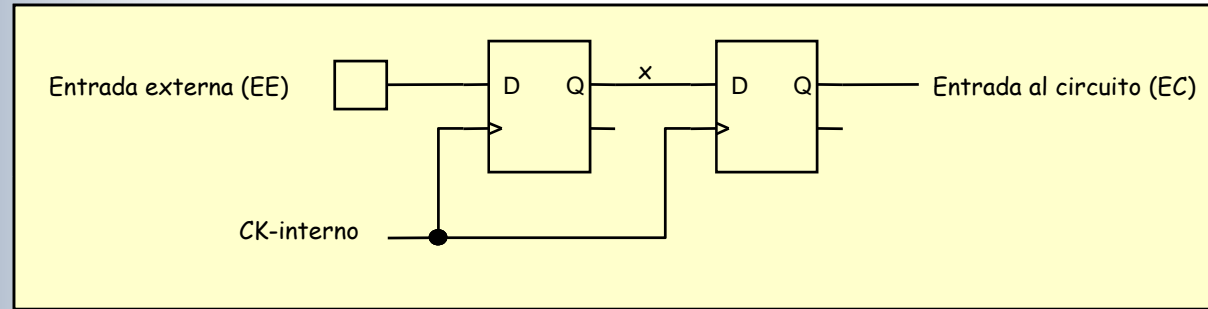 x
Entrada externa (EE) D Q D Q Entrada al circuito (EC)
CK-interno